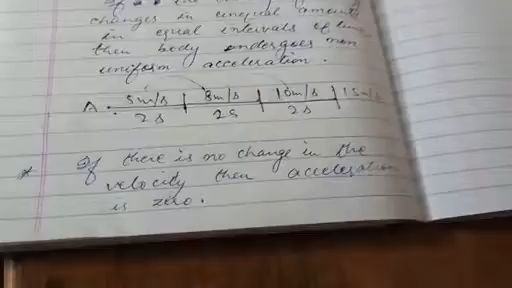 changes in unequal amounts
in equal intervals of time
then body undergoes non
uniform acceleration.
A 5m/s 8m/s 10m/s 15m/s
2s 2s 2s
* If there is no change in the
velocity then acceleration
is zero.